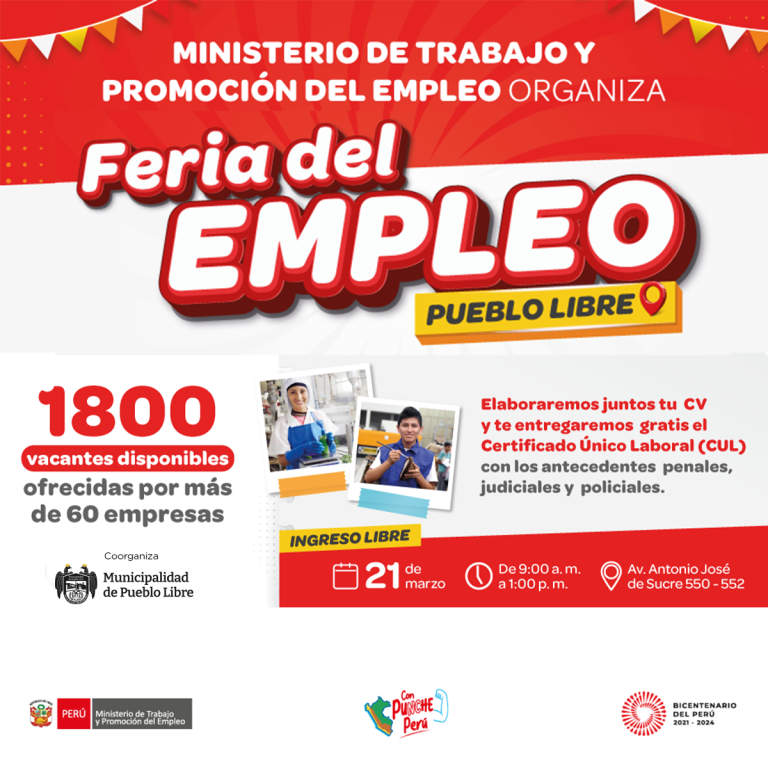 MINISTERIO DE TRABAJO Y
PROMOCIÓN DEL EMPLEO ORGANIZA
Feria del
EMPLEO
PUEBLO LIBRE
1800
vacantes disponibles
ofrecidas por más
de 60 empresas
Coorganiza
Municipalidad
de Pueblo Libre
Elaboraremos juntos tu CV
y te entregaremos gratis el
Certificado Único Laboral (CUL)
con los antecedentes penales,
judiciales y policiales.
INGRESO LIBRE
21 de
marzo
De 9:00 a. m.
a 1:00 p. m.
Av. Antonio José
de Sucre 550 - 552
PERÚ
Ministerio de Trabajo
y Promoción del Empleo
Con
PUNCHE
Perú
BICENTENARIO
DEL PERÚ
2021 - 2024